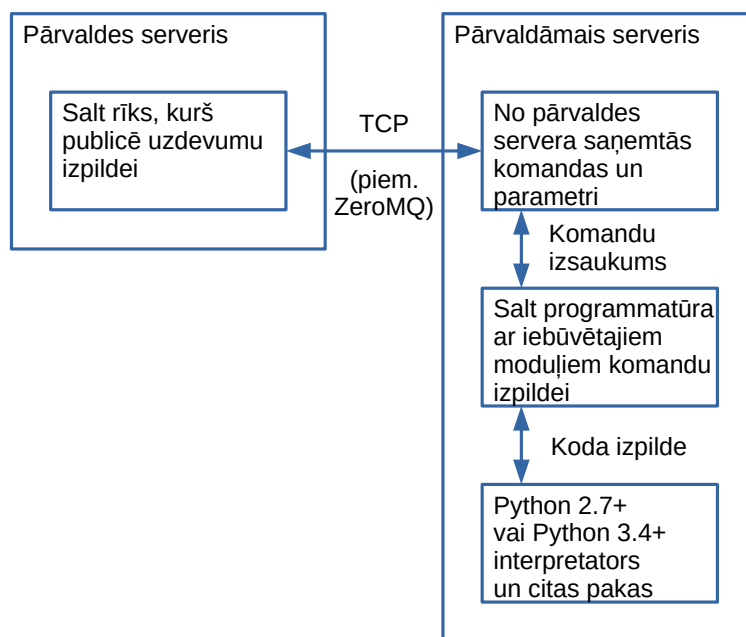 Pārvaldes serveris
Salt rīks, kurš
publicē uzdevumu
izpildei
TCP
(piem.
ZeroMQ)
Pārvaldāmais serveris
No pārvaldes
servera saņemtās
komandas un
parametri
Komandu
izsaukums
Salt programmatūra
ar iebūvētajiem
moduļiem komandu
izpildei
Koda izpilde
Python 2.7+
vai Python 3.4+
interpretators
un citas pakas